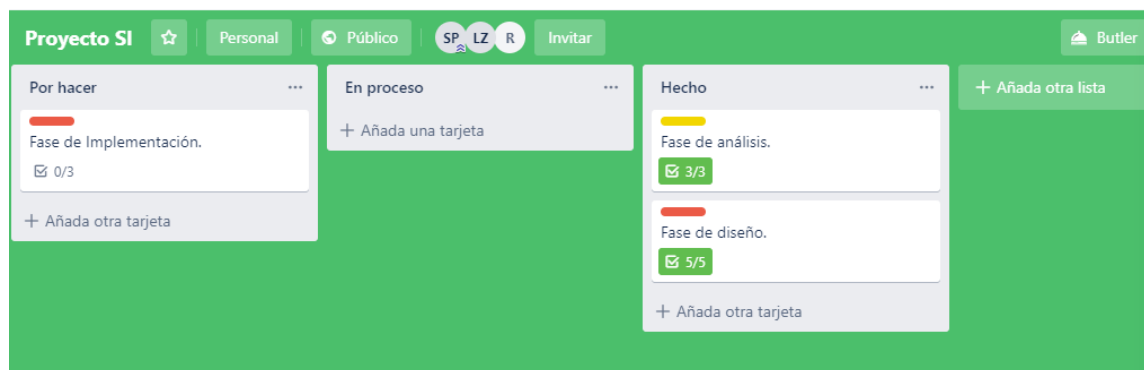 Proyecto SI
Personal
Público
SP
LZ
R
Invitar
Butler
Por hacer
Fase de Implementación.
0/3
+ Añada otra tarjeta
En proceso
+ Añada una tarjeta
Hecho
Fase de análisis.
3/3
Fase de diseño.
5/5
+ Añada otra tarjeta
+ Añada otra lista